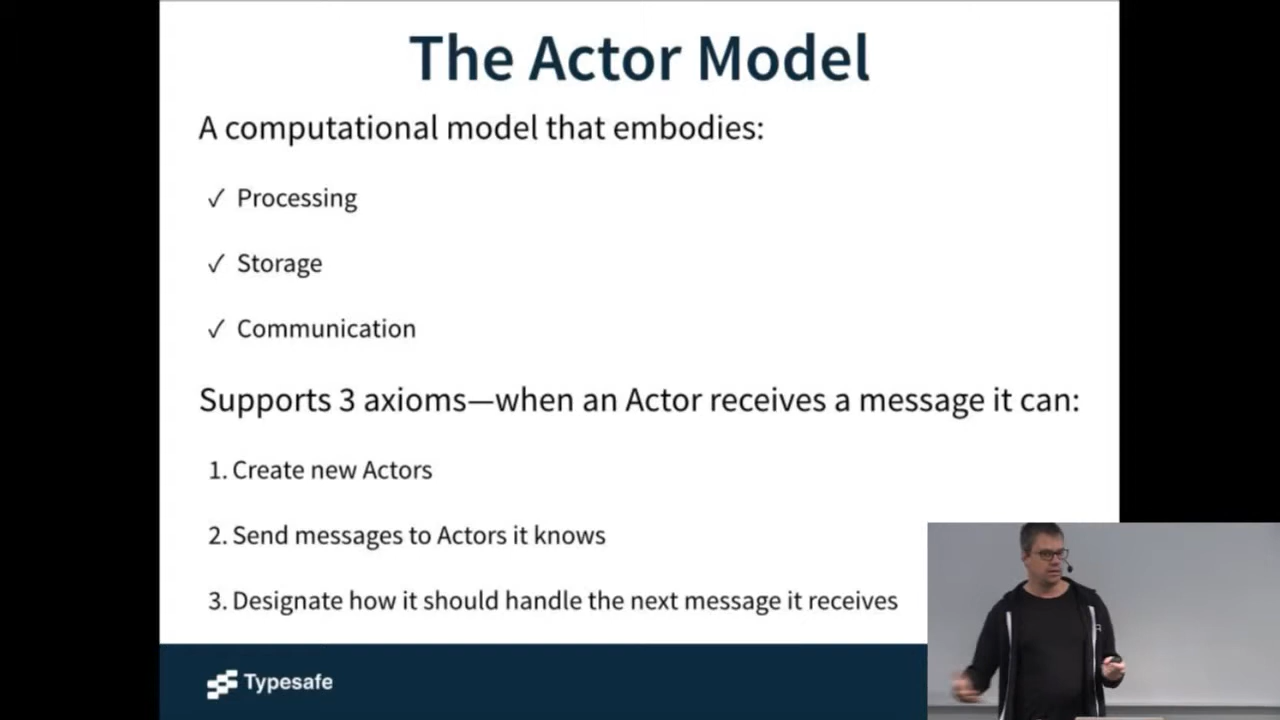 The Actor Model
A computational model that embodies:
✓ Processing
✓ Storage
✓ Communication
Supports 3 axioms—when an Actor receives a message it can:
1. Create new Actors
2. Send messages to Actors it knows
3. Designate how it should handle the next message it receives
Typesafe